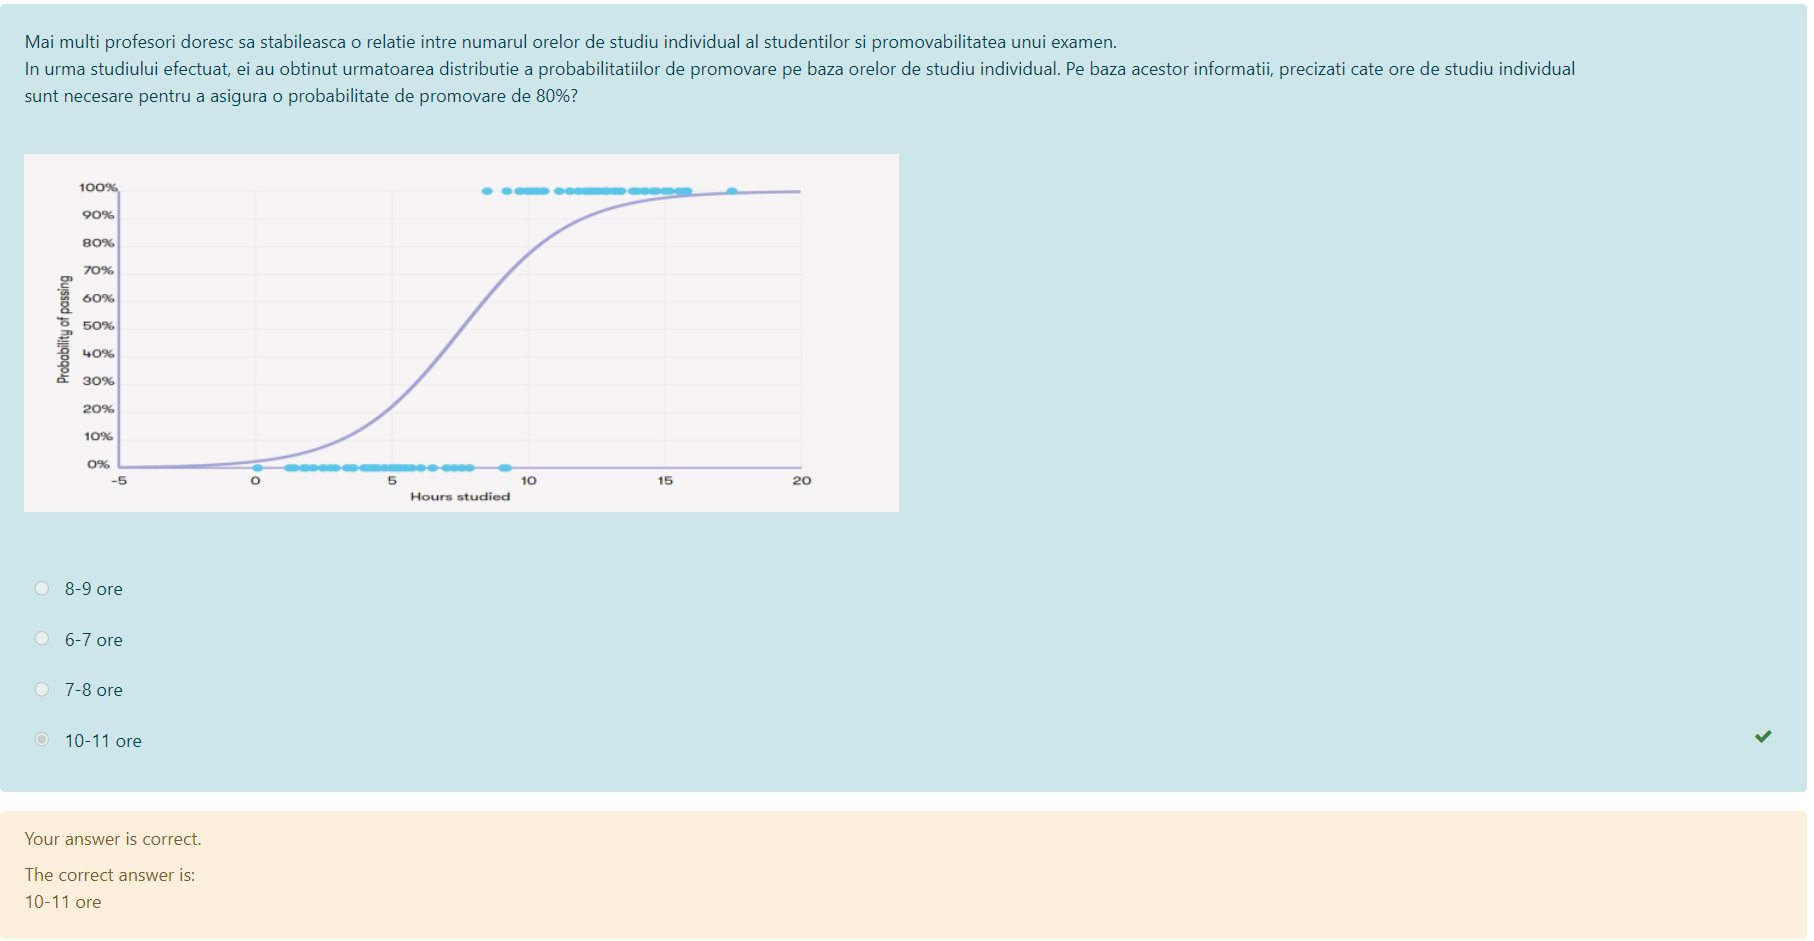 Mai multi profesori doresc sa stabileasca o relatie intre numarul orelor de studiu individual al studentilor si promovabilitatea unui examen.
In urma studiului efectuat, ei au obtinut urmatoarea distributie a probabilitatiilor de promovare pe baza orelor de studiu individual. Pe baza acestor informatii, precizati cate ore de studiu individual
sunt necesare pentru a asigura o probabilitate de promovare de 80%?
100%
90%
80%
70%
60%
50%
40%
30%
20%
10%
0%
Probability of passing
-5 0 5 10 15 20
Hours studied
8-9 ore
6-7 ore
7-8 ore
10-11 ore
Your answer is correct.
The correct answer is:
10-11 ore